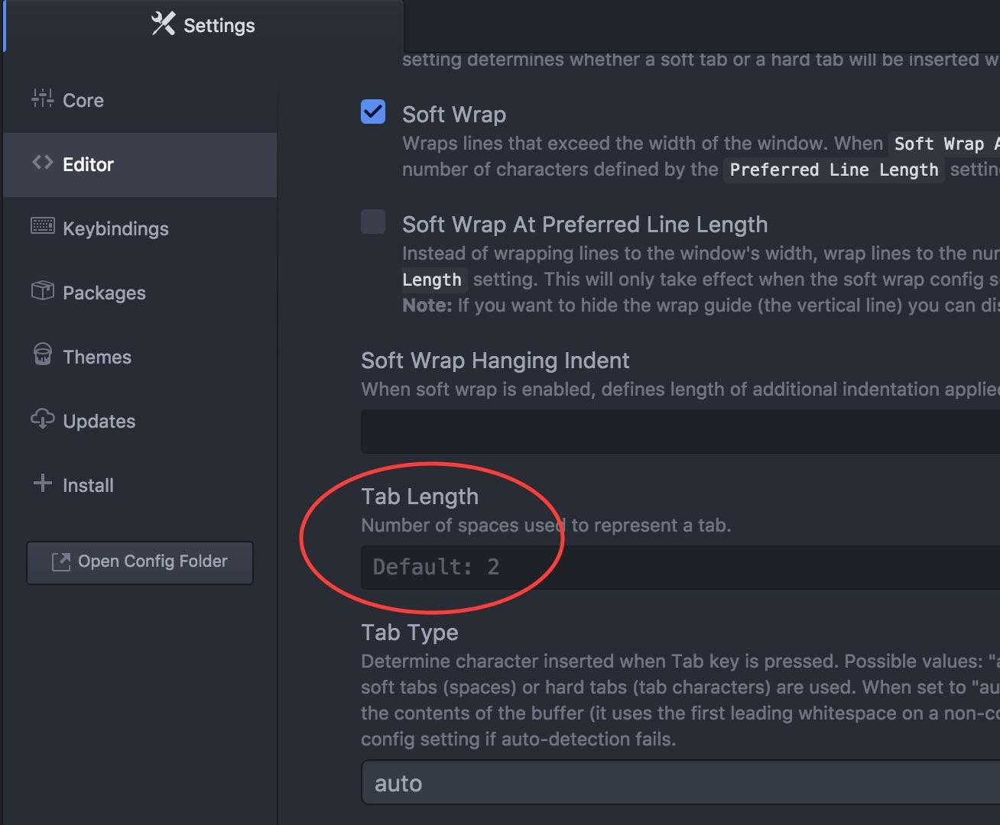 Settings
Core
Editor
Keybindings
Packages
Themes
Updates
Install
Open Config Folder
setting determines whether a soft tab or a hard tab will be inserted w
Soft Wrap
Wraps lines that exceed the width of the window. When Soft Wrap A
number of characters defined by the Preferred Line Length settin
Soft Wrap At Preferred Line Length
Instead of wrapping lines to the window's width, wrap lines to the nur
Length setting. This will only take effect when the soft wrap config s
Note: If you want to hide the wrap guide (the vertical line) you can dis
Soft Wrap Hanging Indent
When soft wrap is enabled, defines length of additional indentation applie
Tab Length
Number of spaces used to represent a tab.
Default: 2
Tab Type
Determine character inserted when Tab key is pressed. Possible values: "a
soft tabs (spaces) or hard tabs (tab characters) are used. When set to "au
the contents of the buffer (it uses the first leading whitespace on a non-co
config setting if auto-detection fails.
auto